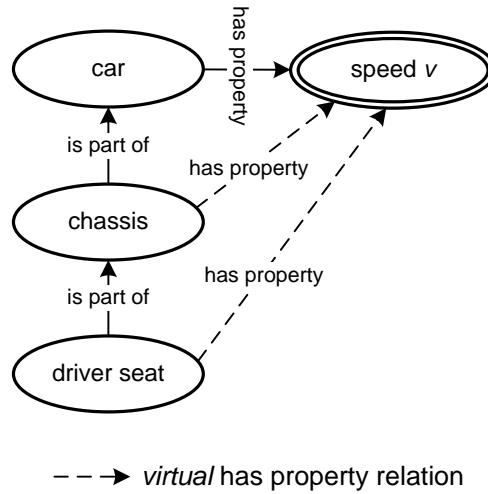 car
has property
speed v
is part of
has property
chassis
has property
is part of
driver seat
virtual has property relation